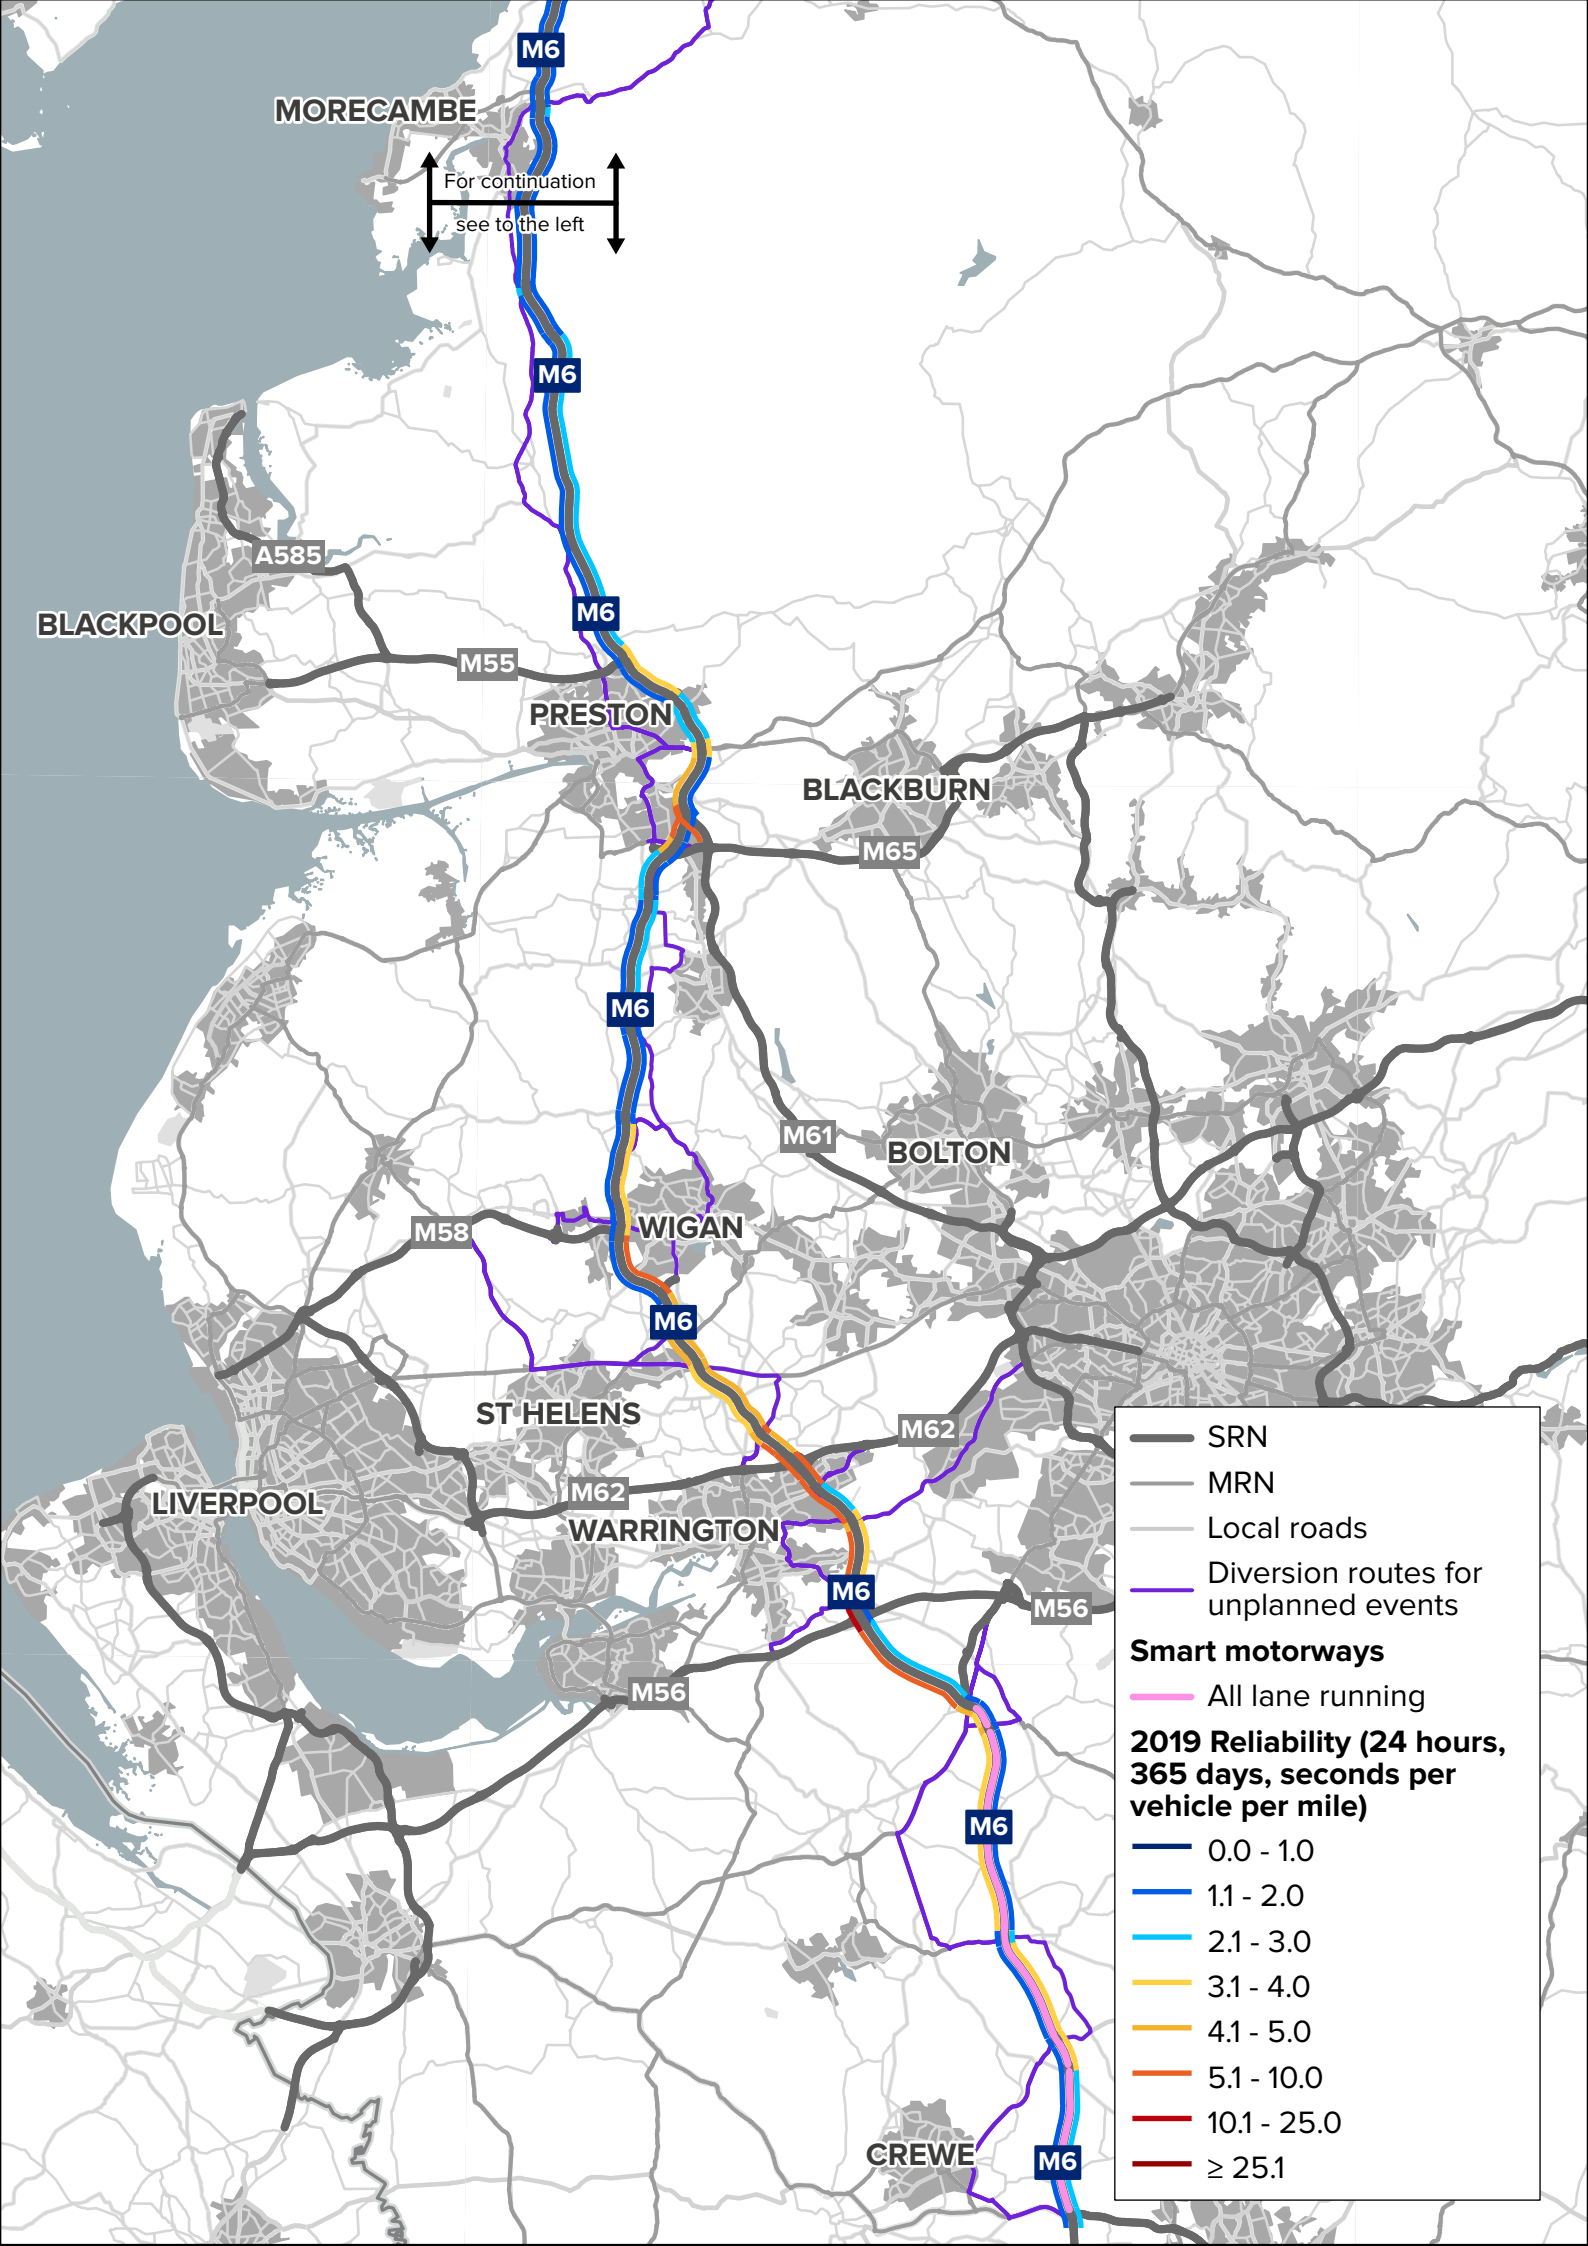 M6
MORECAMBE
For continuation
see to the left
M6
A585
M6
BLACKPOOL
M55
PRESTON
BLACKBURN
M65
M6
M61
BOLTON
WIGAN
M58
M6
ST HELENS
M62
M62
LIVERPOOL
WARRINGTON
M6
M56
M56
M6
CREWE
M6
SRN
MRN
Local roads
Diversion routes for
unplanned events
Smart motorways
All lane running
2019 Reliability (24 hours,
365 days, seconds per
vehicle per mile)
0.0 - 1.0
1.1 - 2.0
2.1 - 3.0
3.1 - 4.0
4.1 - 5.0
5.1 - 10.0
10.1 - 25.0
≥ 25.1